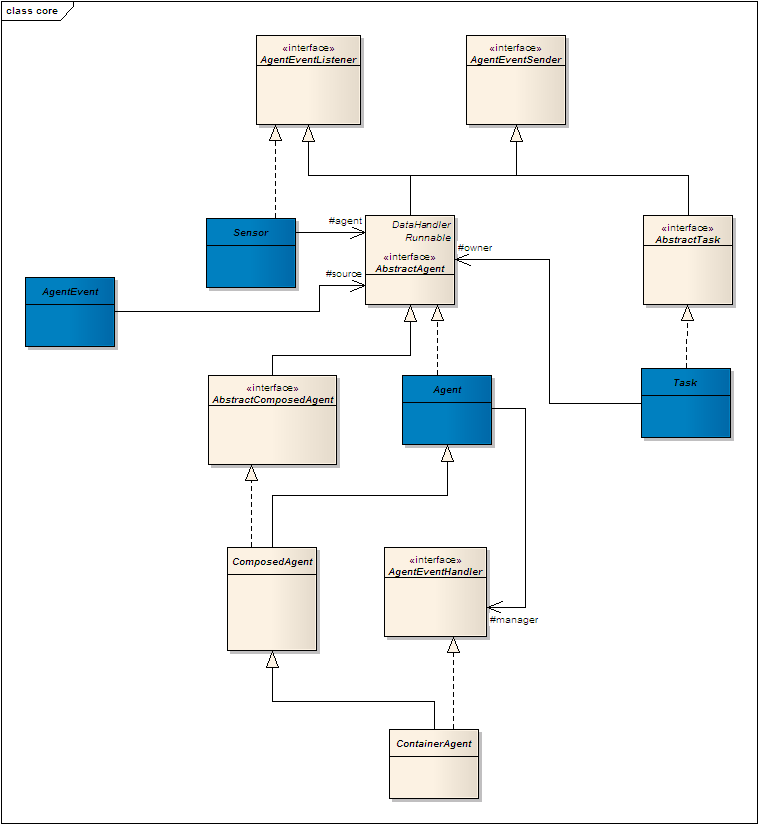 class core
«interface»
AgentEventListener
«interface»
AgentEventSender
#agent
Sensor
DataHandler
Runnable
«interface»
AbstractAgent
#owner
«interface»
AbstractTask
#source
AgentEvent
«interface»
AbstractComposedAgent
Agent
Task
ComposedAgent
«interface»
AgentEventHandler
#manager
ContainerAgent